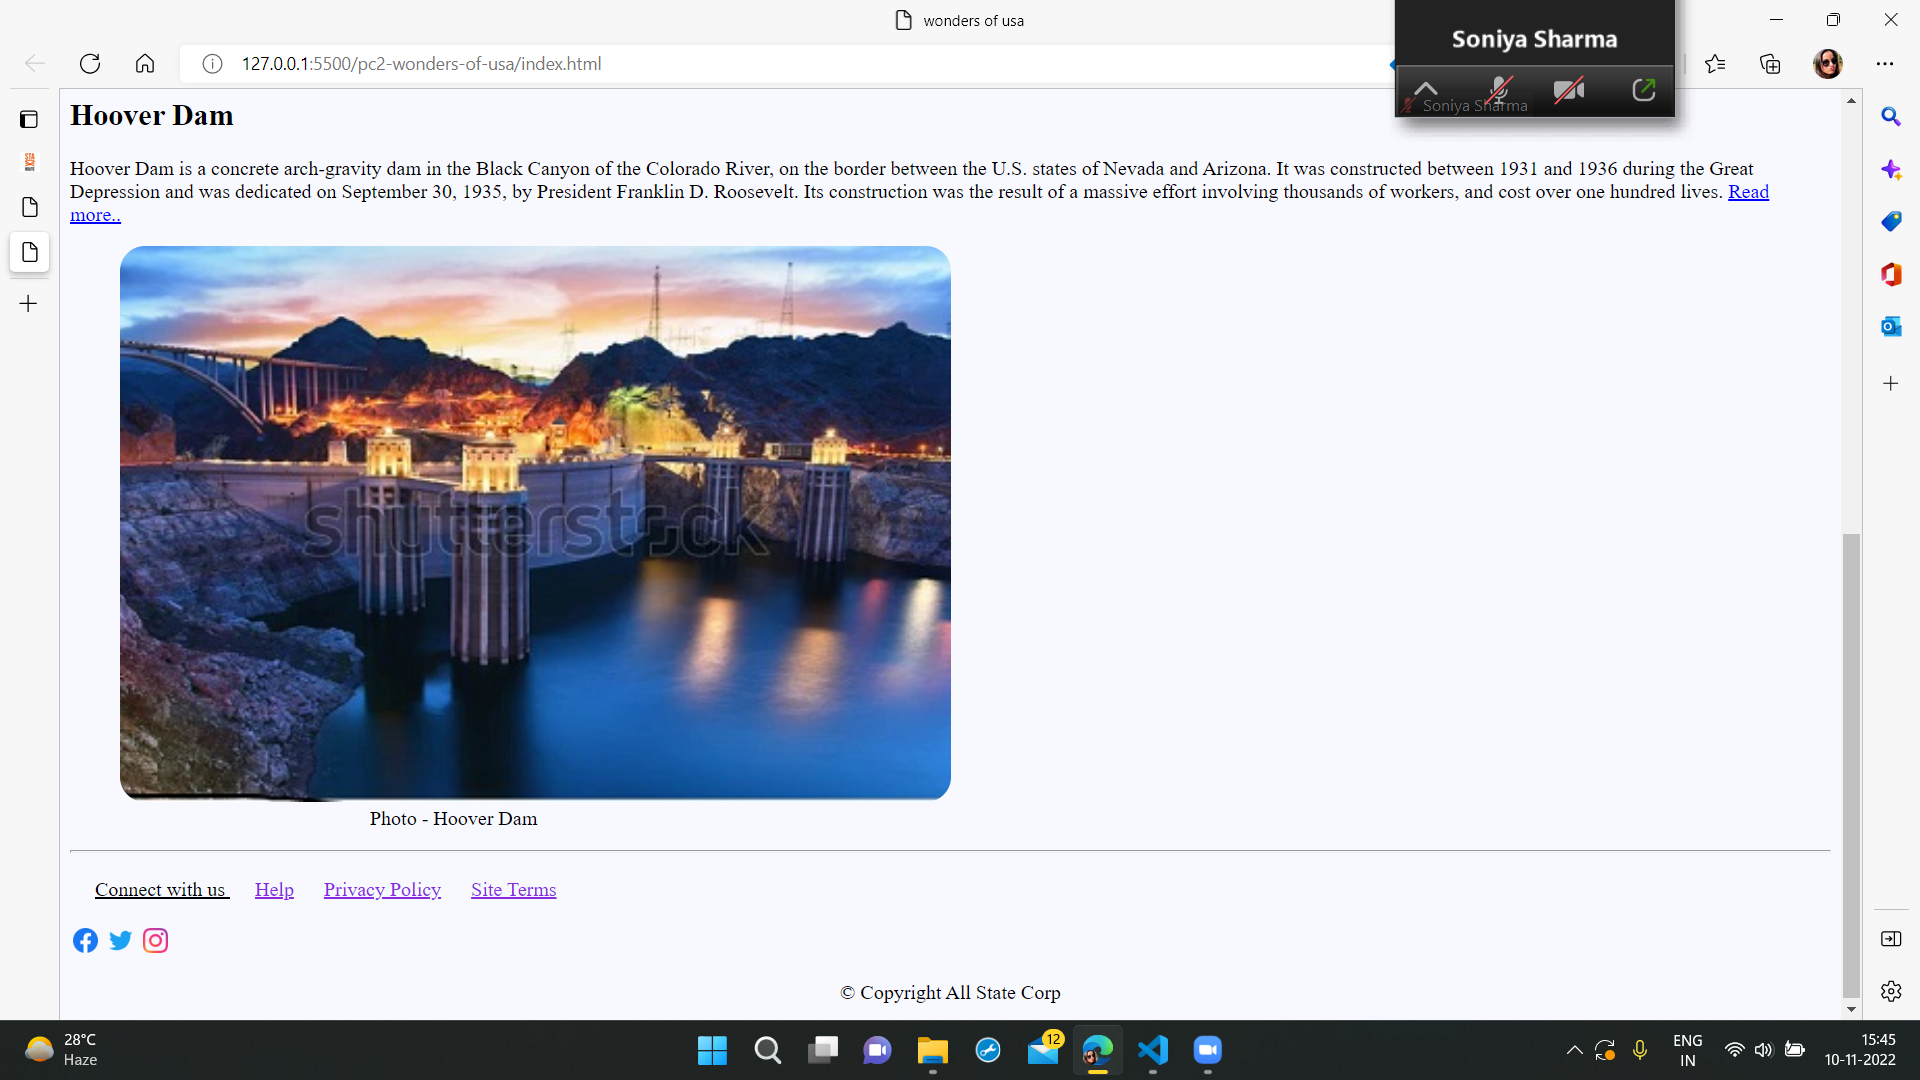 wonders of usa
Soniya Sharma
127.0.0.1:5500/pc2-wonders-of-usa/index.html
Soniya Sharma
Hoover Dam
Hoover Dam is a concrete arch-gravity dam in the Black Canyon of the Colorado River, on the border between the U.S. states of Nevada and Arizona. It was constructed between 1931 and 1936 during the Great
Depression and was dedicated on September 30, 1935, by President Franklin D. Roosevelt. Its construction was the result of a massive effort involving thousands of workers, and cost over one hundred lives. Read
more..
shutterstock
Photo - Hoover Dam
Connect with us Help Privacy Policy Site Terms
© Copyright All State Corp
28°C
Haze
12
ENG
IN
15:45
10-11-2022